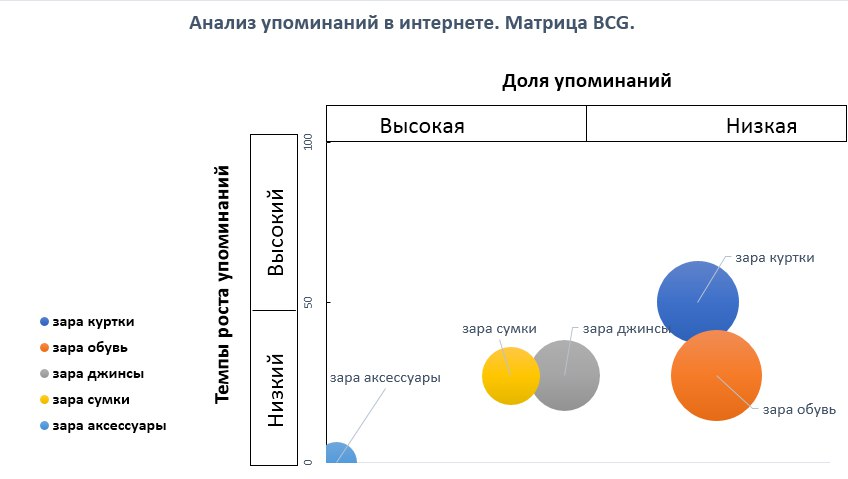 Анализ упоминаний в интернете. Матрица BCG.
Доля упоминаний
Высокая
Низкая
Темпы роста упоминаний
Высокий
Низкий
100
50
0
зара куртки
зара сумки
зара джинсы
зара аксессуары
зара обувь
зара куртки
зара обувь
зара джинсы
зара сумки
зара аксессуары